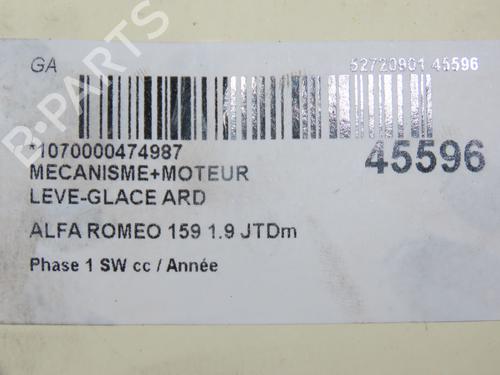 GA
52720901 45596
*1070000474987
45596
MECANISME+MOTEUR
LEVE-GLACE ARD
ALFA ROMEO 159 1.9 JTDm
Phase 1 SW cc / Année
B-PARTS